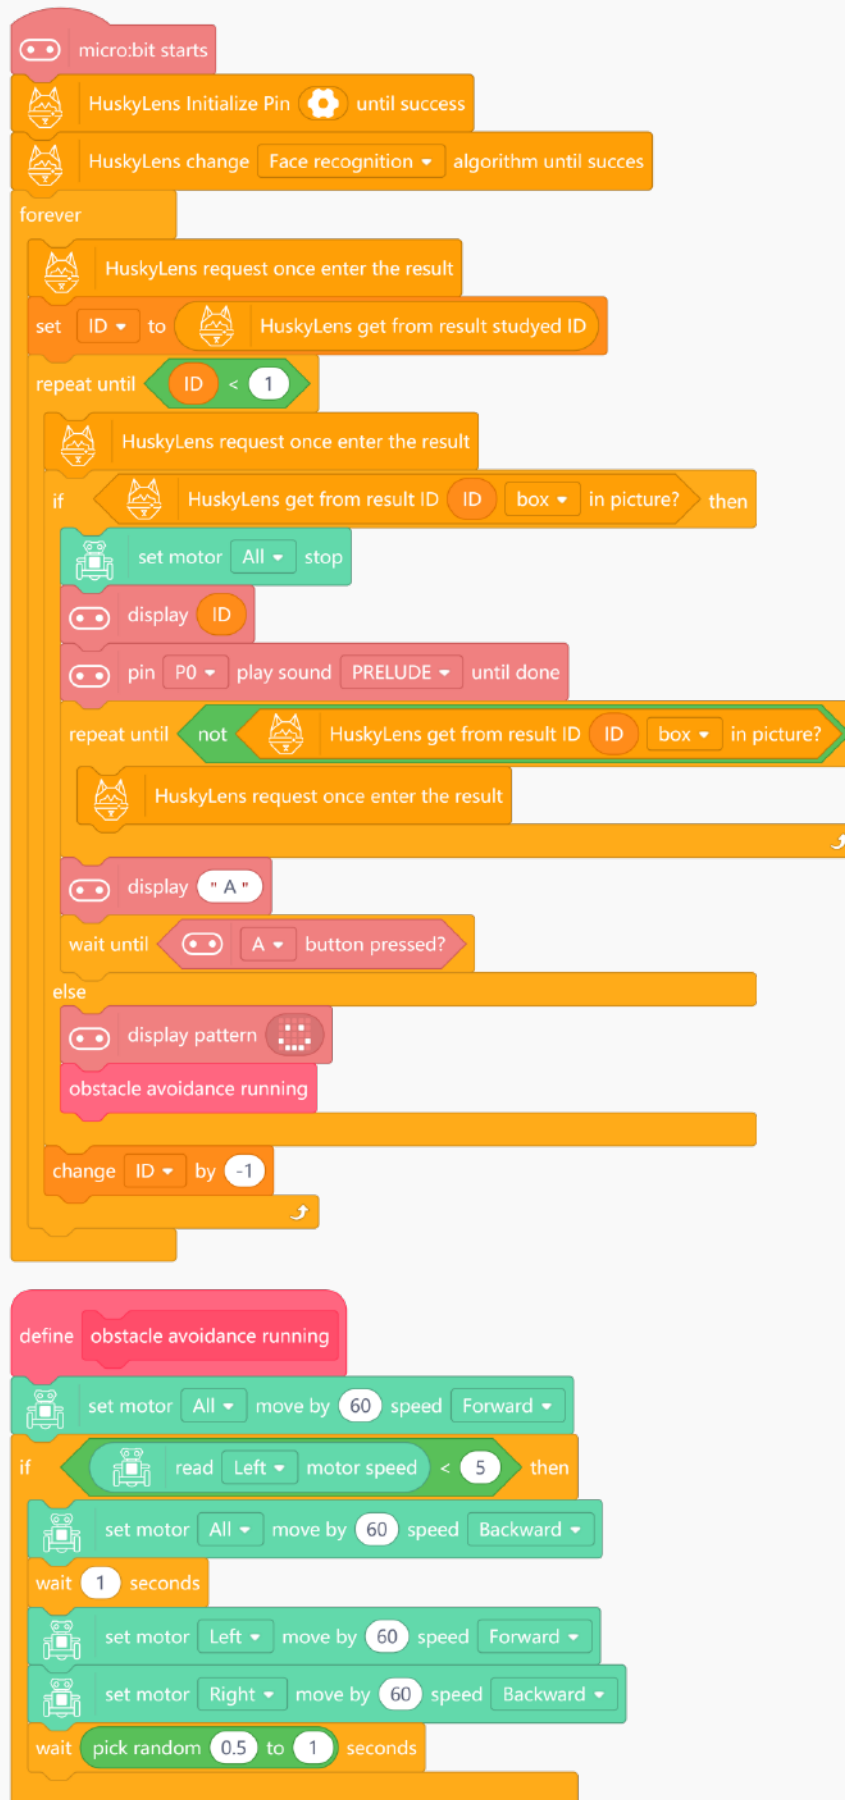 micro:bit starts
HuskyLens Initialize Pin until success
HuskyLens change Face recognition algorithm until succes
forever
HuskyLens request once enter the result
set ID to HuskyLens get from result studyed ID
repeat until ID < 1
HuskyLens request once enter the result
if HuskyLens get from result ID ID box in picture? then
set motor All stop
display ID
pin P0 play sound PRELUDE until done
repeat until not HuskyLens get from result ID ID box in picture?
HuskyLens request once enter the result
display "A"
wait until A button pressed?
else
display pattern
obstacle avoidance running
change ID by -1
define obstacle avoidance running
set motor All move by 60 speed Forward
if read Left motor speed < 5 then
set motor All move by 60 speed Backward
wait 1 seconds
set motor Left move by 60 speed Forward
set motor Right move by 60 speed Backward
wait pick random 0.5 to 1 seconds